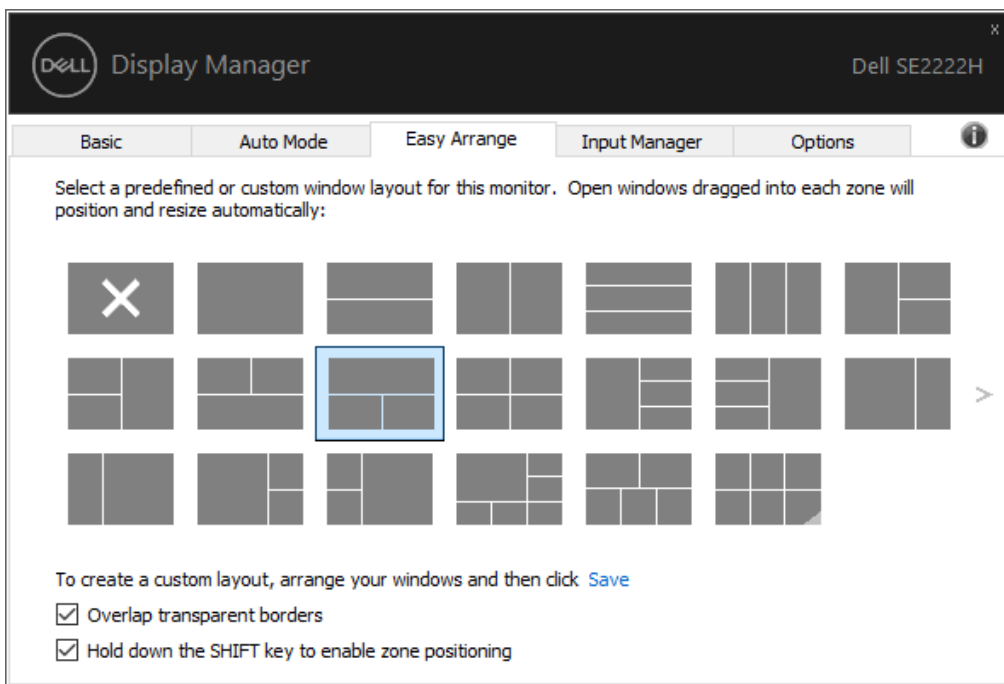 x
DELL Display Manager
Dell SE2222H
Basic Auto Mode Easy Arrange Input Manager Options
Select a predefined or custom window layout for this monitor. Open windows dragged into each zone will
position and resize automatically:
>
To create a custom layout, arrange your windows and then click Save
Overlap transparent borders
Hold down the SHIFT key to enable zone positioning